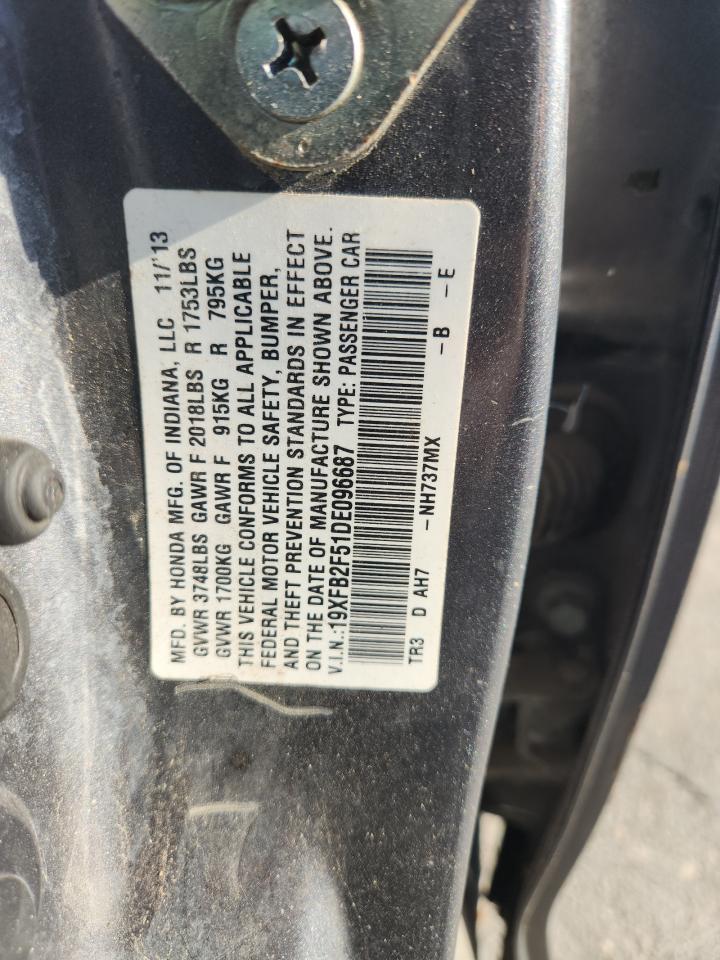 MFD. BY HONDA MFG. OF INDIANA, LLC 11/'13
GVWR 3748LBS GAWR F 2018LBS R 1753LBS
GVWR 1700KG GAWR F 915KG R 795KG
THIS VEHICLE CONFORMS TO ALL APPLICABLE
FEDERAL MOTOR VEHICLE SAFETY, BUMPER,
AND THEFT PREVENTION STANDARDS IN EFFECT
ON THE DATE OF MANUFACTURE SHOWN ABOVE.
V.I.N.:19XFB2F51DE096687 TYPE: PASSENGER CAR
TR3 D AH7 -NH737MX -B -E